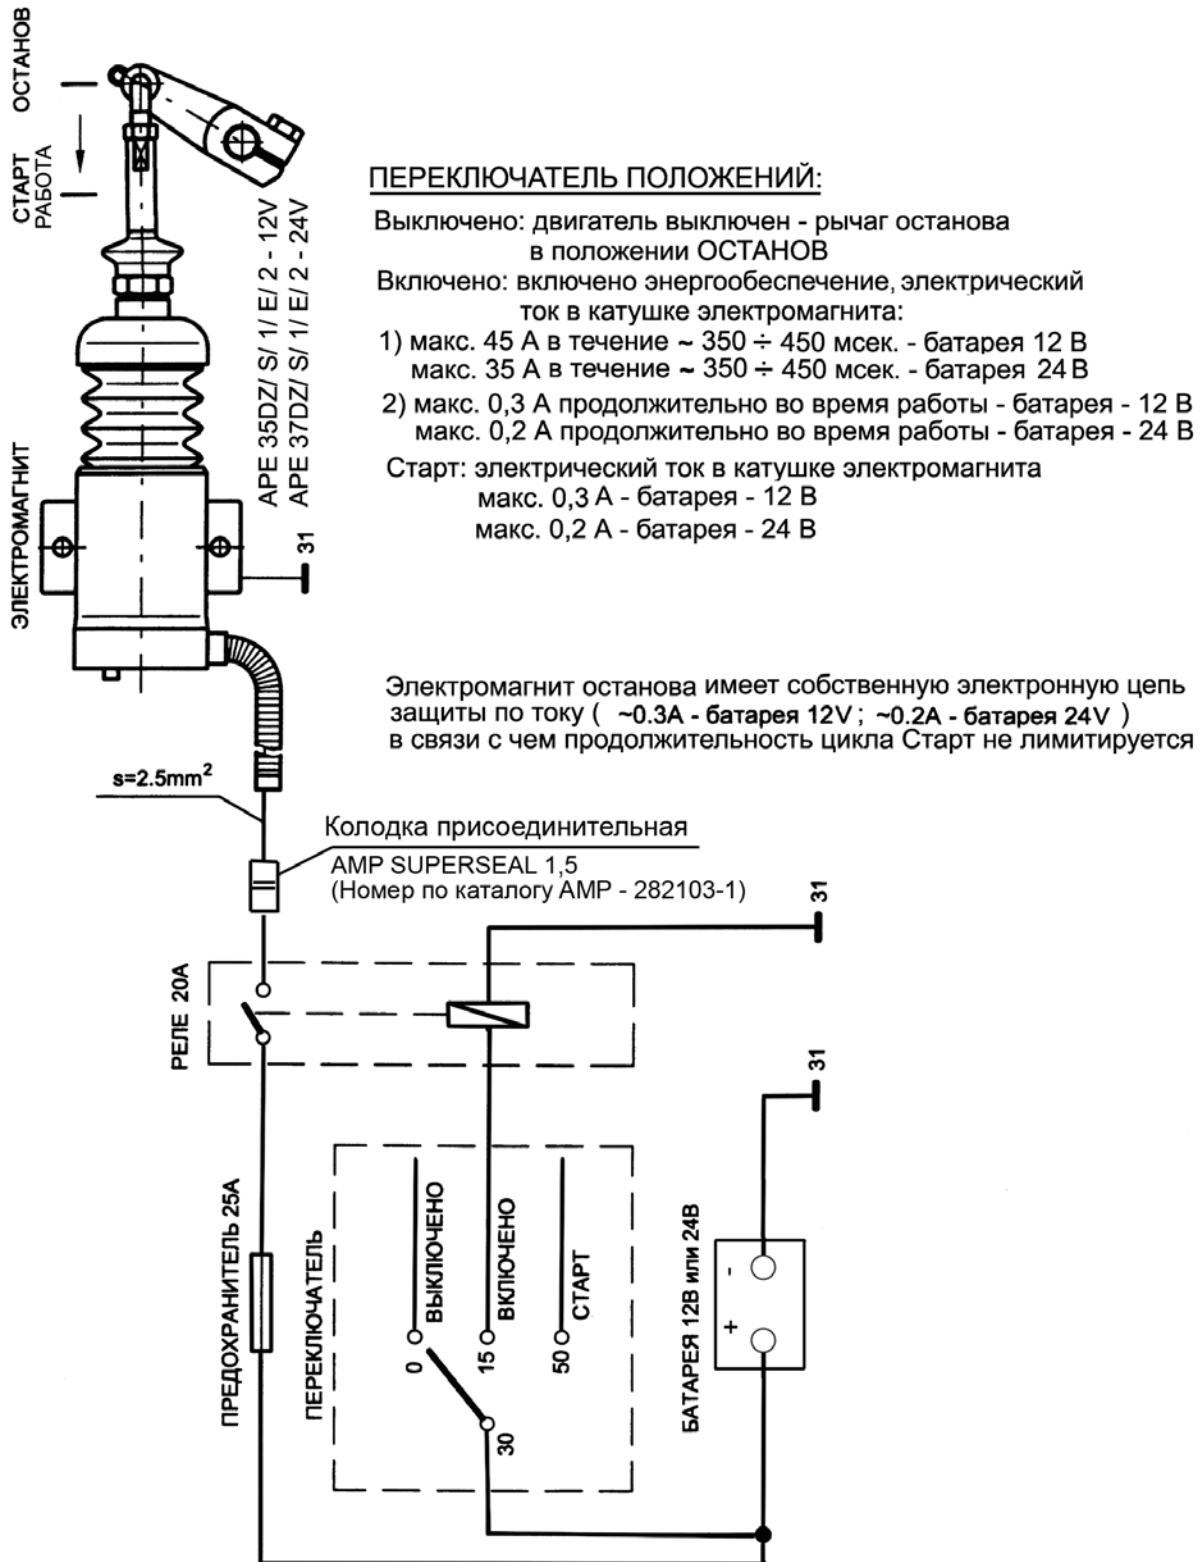 ОСТАНОВ
СТАРТ
РАБОТА
APE 35DZ/ S/ 1/ E/ 2 - 12V
APE 37DZ/ S/ 1/ E/ 2 - 24V
ЭЛЕКТРОМАГНИТ
31
ПЕРЕКЛЮЧАТЕЛЬ ПОЛОЖЕНИЙ:
Выключено: двигатель выключен - рычаг останова
в положении ОСТАНОВ
Включено: включено энергообеспечение, электрический
ток в катушке электромагнита:
1) макс. 45 А в течение ~ 350 ÷ 450 мсек. - батарея 12 В
макс. 35 А в течение ~ 350 ÷ 450 мсек. - батарея 24 В
2) макс. 0,3 А продолжительно во время работы - батарея - 12 В
макс. 0,2 А продолжительно во время работы - батарея - 24 В
Старт: электрический ток в катушке электромагнита
макс. 0,3 А - батарея - 12 В
макс. 0,2 А - батарея - 24 В
Электромагнит останова имеет собственную электронную цепь
защиты по току ( ~0.3A - батарея 12V ; ~0.2A - батарея 24V )
в связи с чем продолжительность цикла Старт не лимитируется
s=2.5mm²
Колодка присоединительная
AMP SUPERSEAL 1,5
(Номер по каталогу AMP - 282103-1)
31
РЕЛЕ 20А
31
ПРЕДОХРАНИТЕЛЬ 25А
ПЕРЕКЛЮЧАТЕЛЬ
ВЫКЛЮЧЕНО
ВКЛЮЧЕНО
СТАРТ
0
15
50
30
БАТАРЕЯ 12В или 24В
-
+